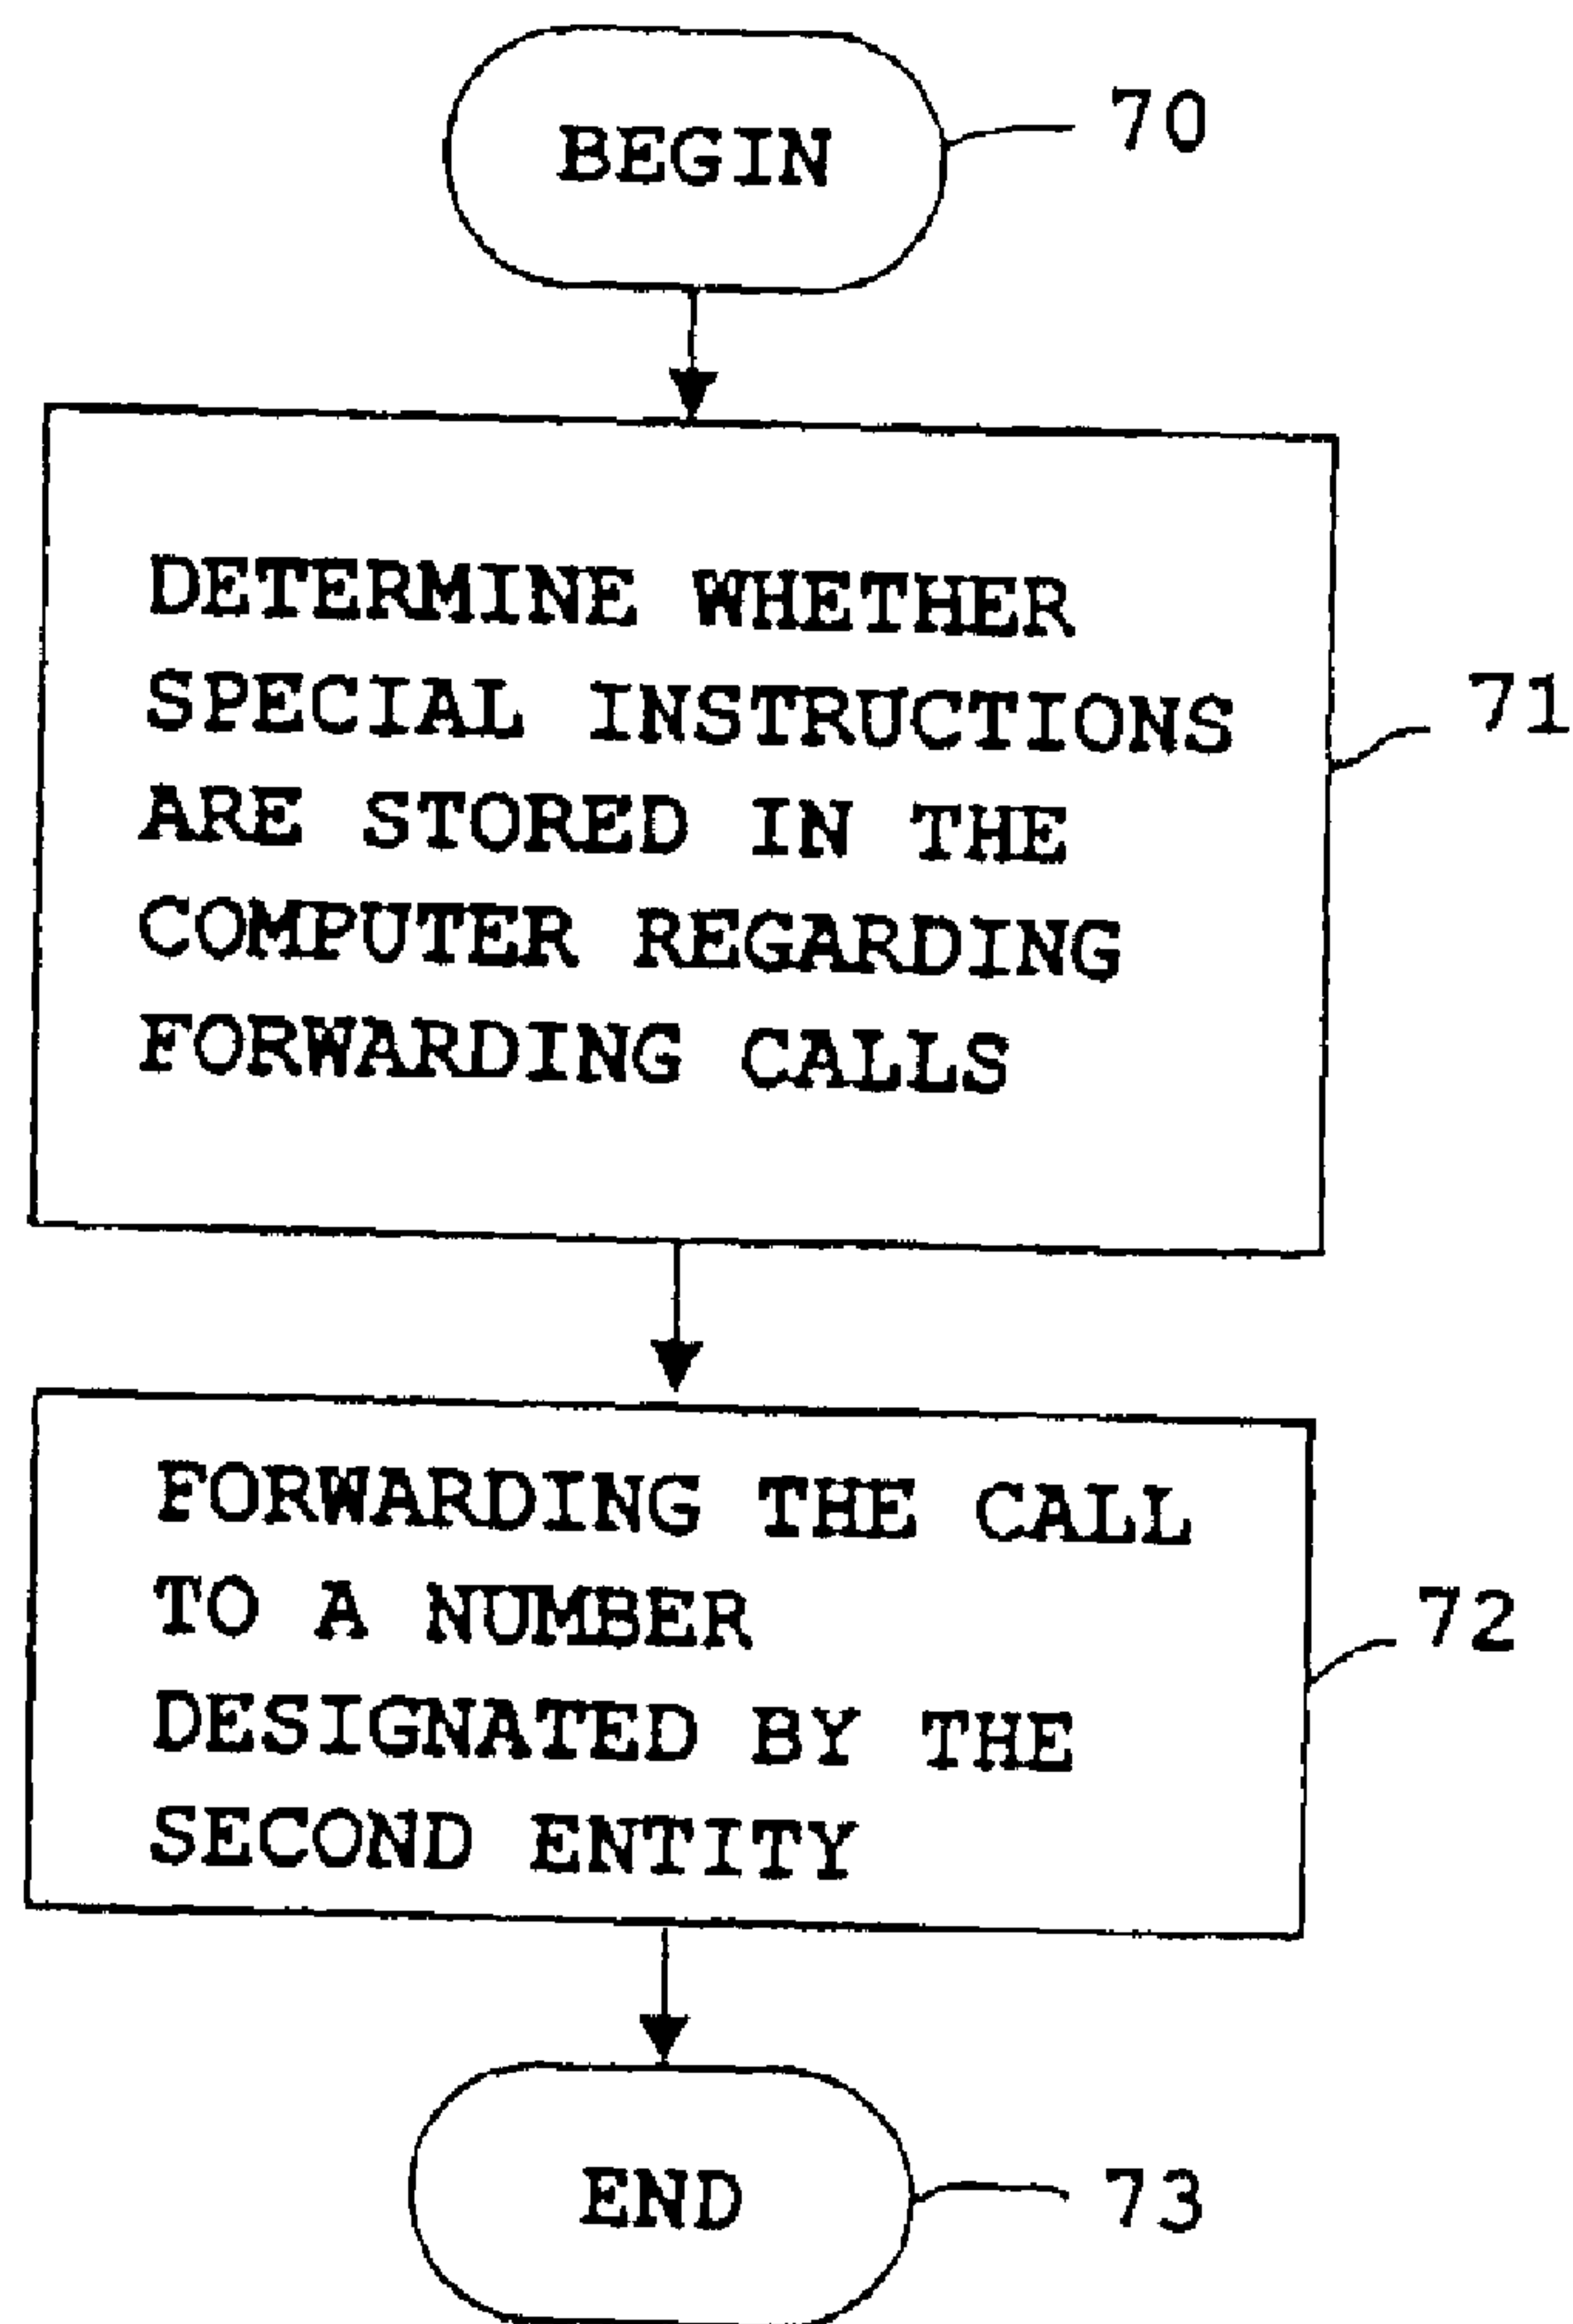 BEGIN
70
DETERMINE WHETHER
SPECIAL INSTRUCTIONS
ARE STORED IN THE
COMPUTER REGARDING
FORWARDING CALLS
71
FORWARDING THE CALL
TO A NUMBER
DESIGNATED BY THE
SECOND ENTITY
72
END
73